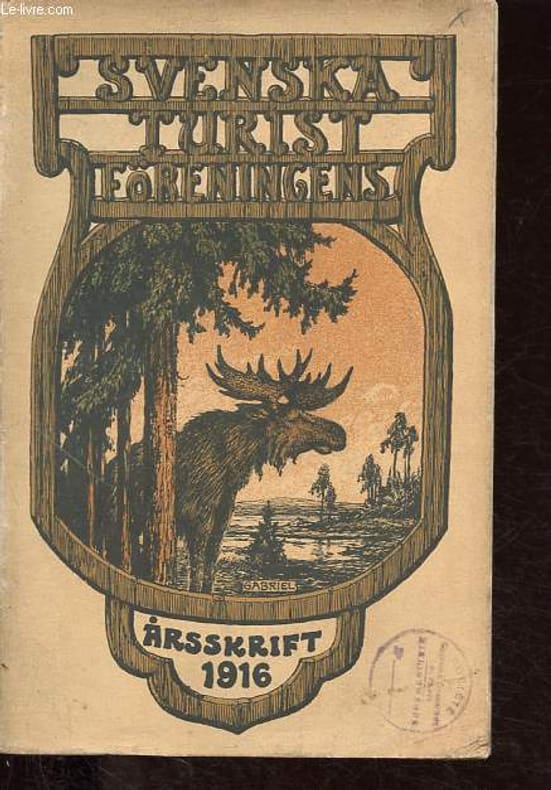 Le-livre.com
SVENSKA
TURIST
FÖRENINGENS
GABRIEL
ÅRSSKRIFT
1916